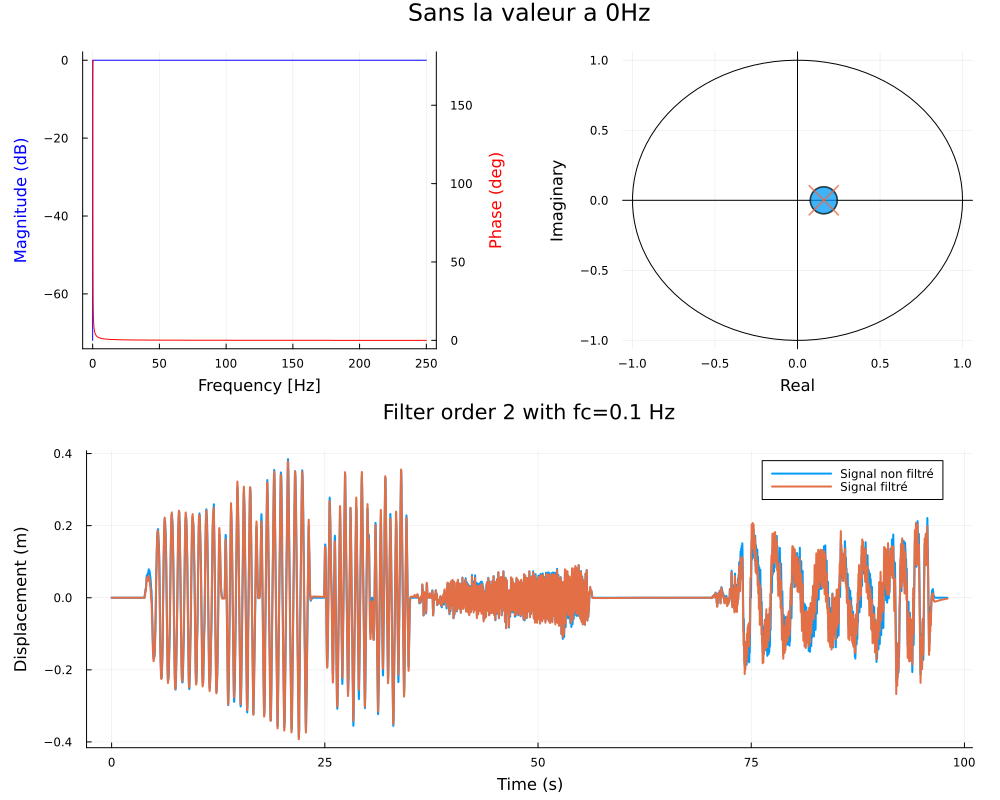 Sans la valeur a 0Hz
0
−20
−40
−60
Magnitude (dB)
150
100
50
0
Phase (deg)
0 50 100 150 200 250
Frequency [Hz]
1.0
0.5
0.0
−0.5
−1.0
Imaginary
−1.0 −0.5 0.0 0.5 1.0
Real
Filter order 2 with fc=0.1 Hz
0.4
0.2
0.0
−0.2
−0.4
Displacement (m)
Signal non filtré
Signal filtré
0 25 50 75 100
Time (s)